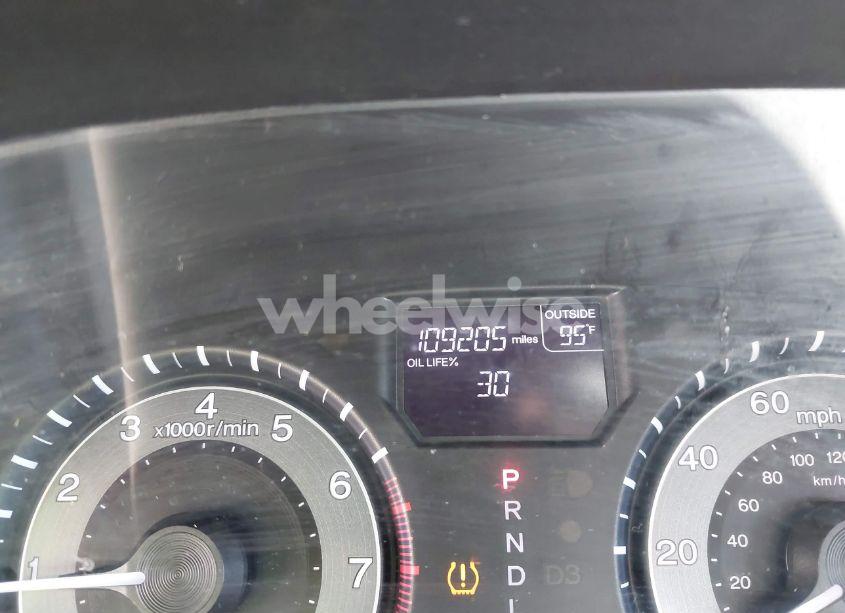 wheelwise
OUTSIDE
109205 miles 95°F
OIL LIFE%
30
3 4 5
x1000r/min
2 6
1 7
P
R
N
D D3
L
60 mph
40
20
100 120
80 km/h
60
40
20